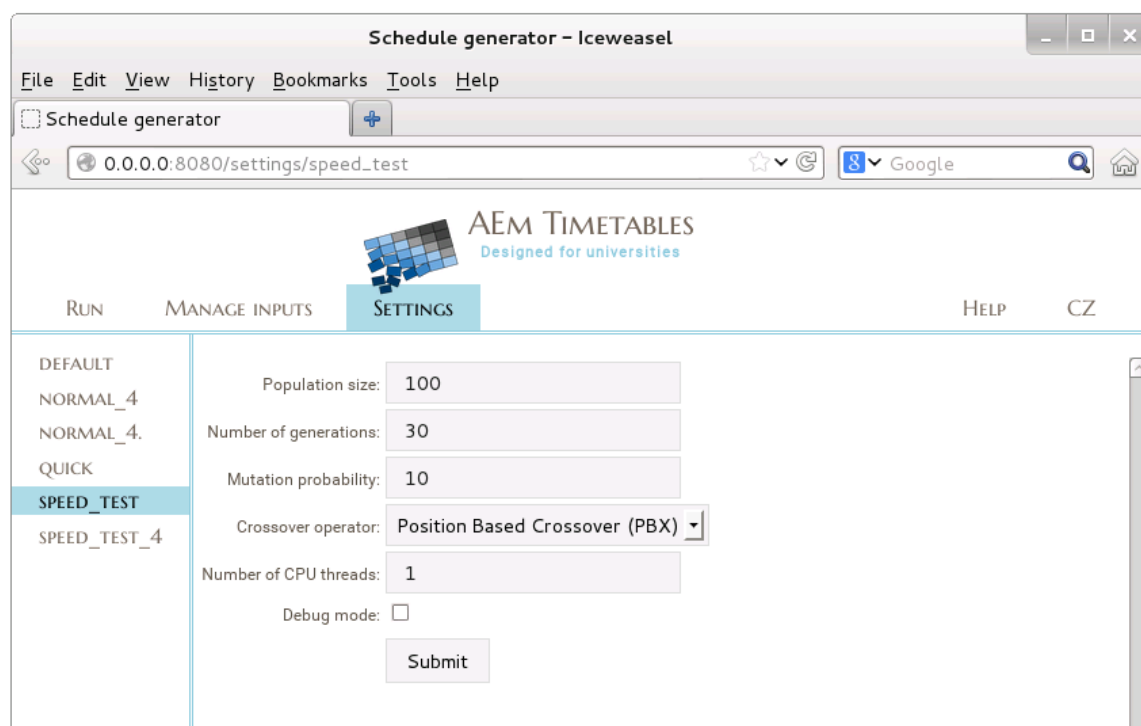 Schedule generator – Iceweasel
File Edit View History Bookmarks Tools Help
Schedule generator
0.0.0.0:8080/settings/speed_test
Google
AEm Timetables
Designed for universities
Run Manage inputs Settings Help CZ
default
normal_4
normal_4.
quick
speed_test
speed_test_4
Population size: 100
Number of generations: 30
Mutation probability: 10
Crossover operator: Position Based Crossover (PBX)
Number of CPU threads: 1
Debug mode:
Submit